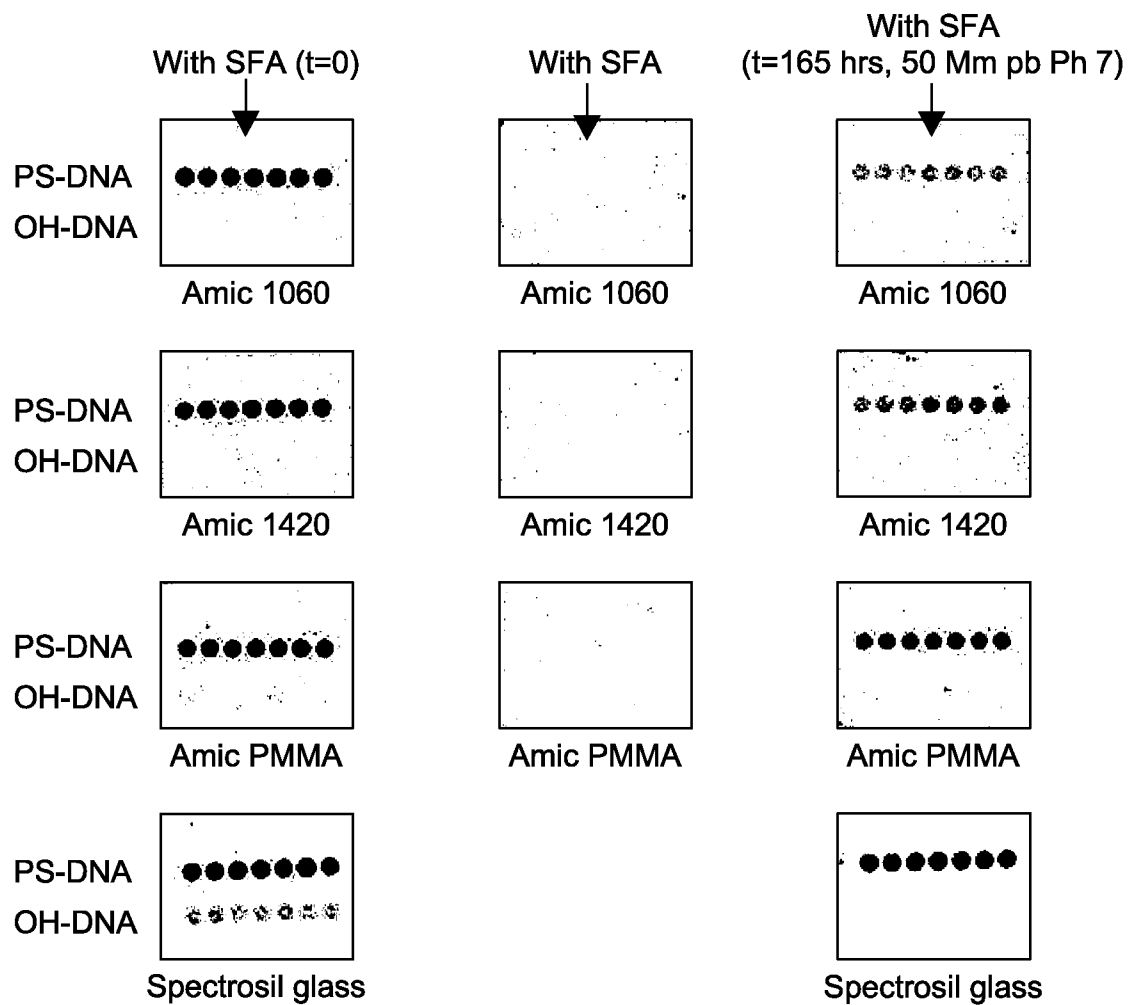 With SFA (t=0)
With SFA
With SFA
(t=165 hrs, 50 Mm pb Ph 7)
PS-DNA
OH-DNA
Amic 1060
Amic 1060
Amic 1060
PS-DNA
OH-DNA
Amic 1420
Amic 1420
Amic 1420
PS-DNA
OH-DNA
Amic PMMA
Amic PMMA
Amic PMMA
PS-DNA
OH-DNA
Spectrosil glass
Spectrosil glass